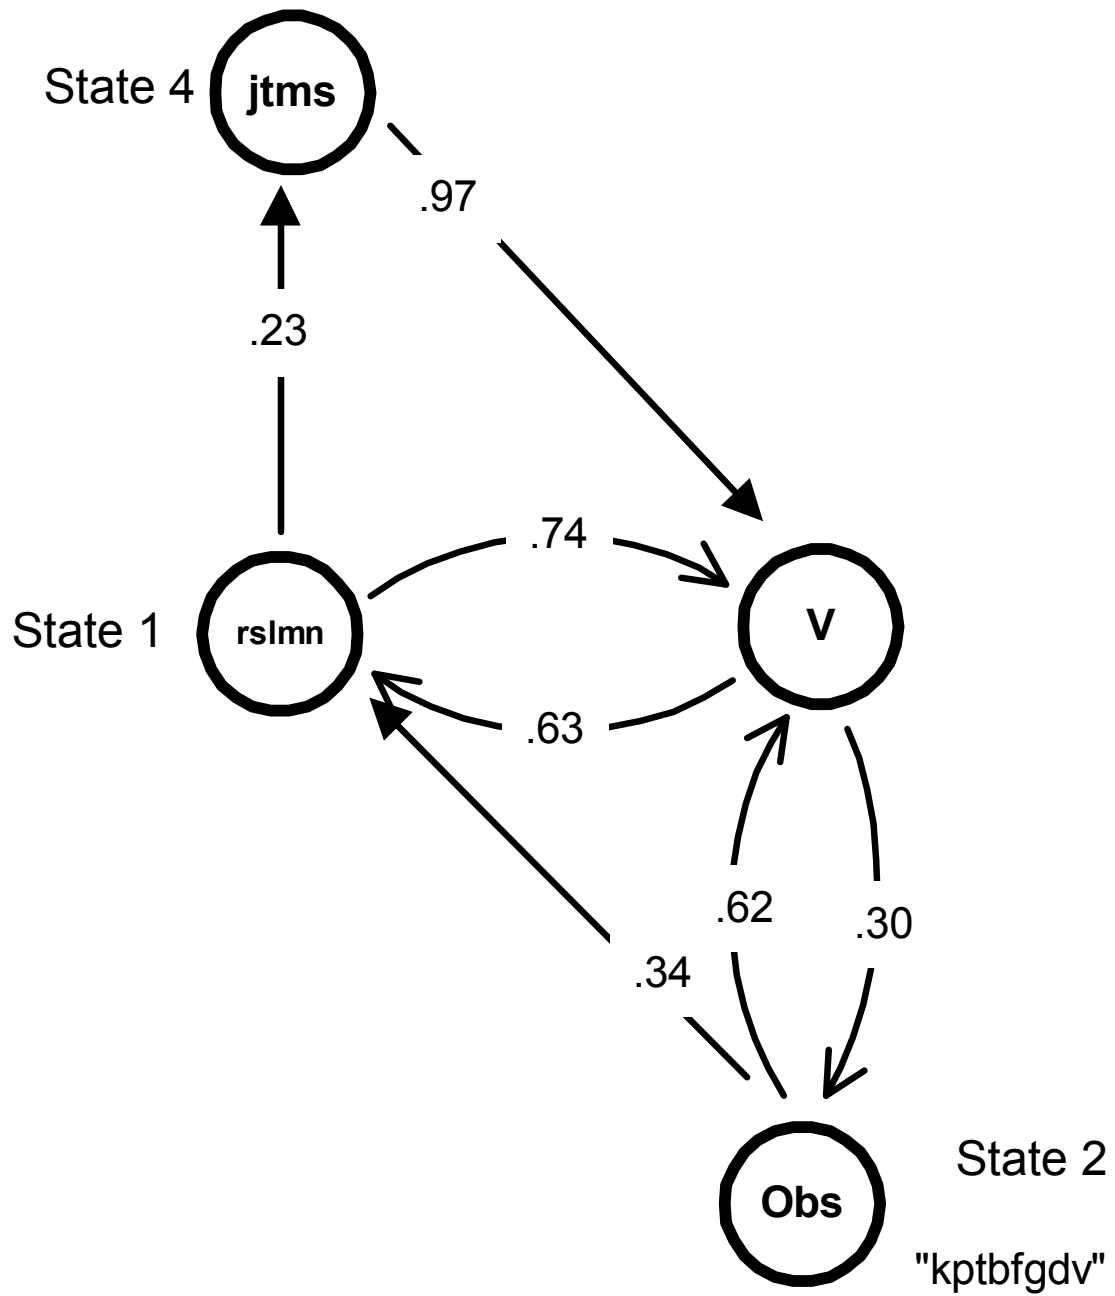 State 4
jtms
.97
.23
.74
State 1
rslmn
V
.63
.62
.30
.34
State 2
Obs
"kptbfgdv"